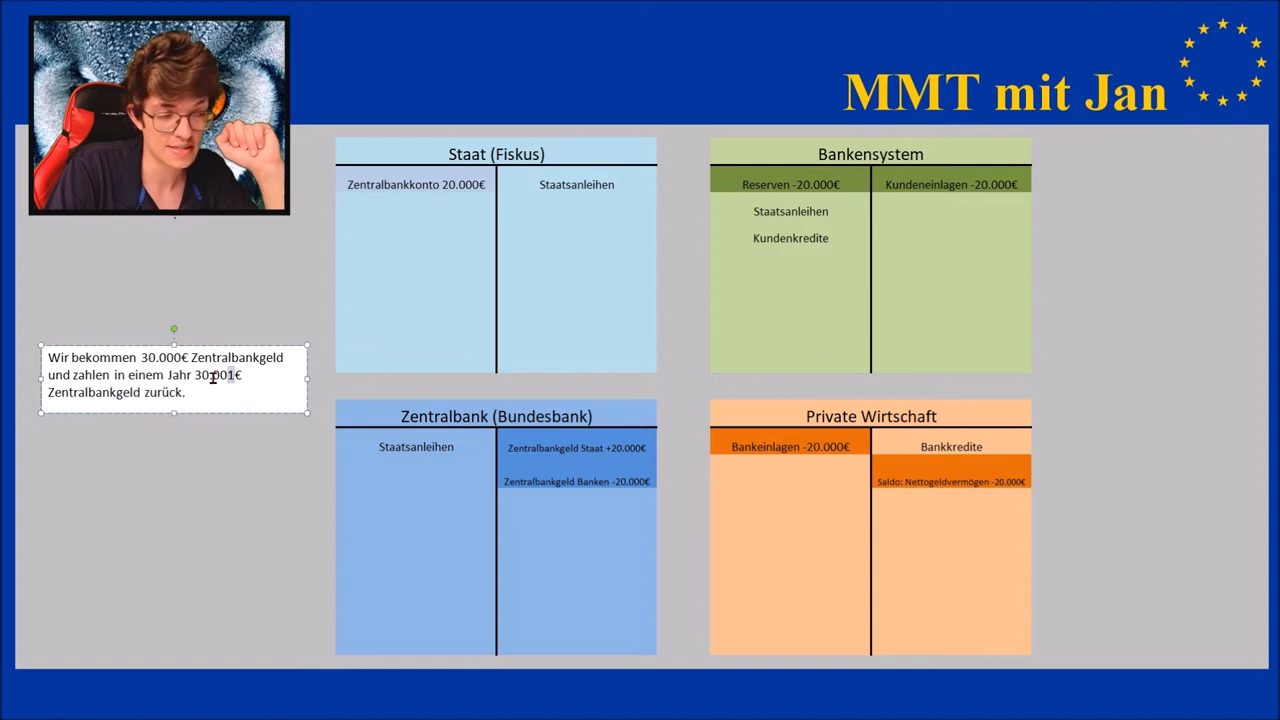 MMT mit Jan
Staat (Fiskus)
Zentralbankkonto 20.000€
Staatsanleihen
Bankensystem
Reserven -20.000€
Kundeneinlagen -20.000€
Staatsanleihen
Kundenkredite
Wir bekommen 30.000€ Zentralbankgeld
und zahlen in einem Jahr 30.001€
Zentralbankgeld zurück.
Zentralbank (Bundesbank)
Staatsanleihen
Zentralbankgeld Staat +20.000€
Zentralbankgeld Banken -20.000€
Private Wirtschaft
Bankeinlagen -20.000€
Bankkredite
Saldo: Nettogeldvermögen -20.000€